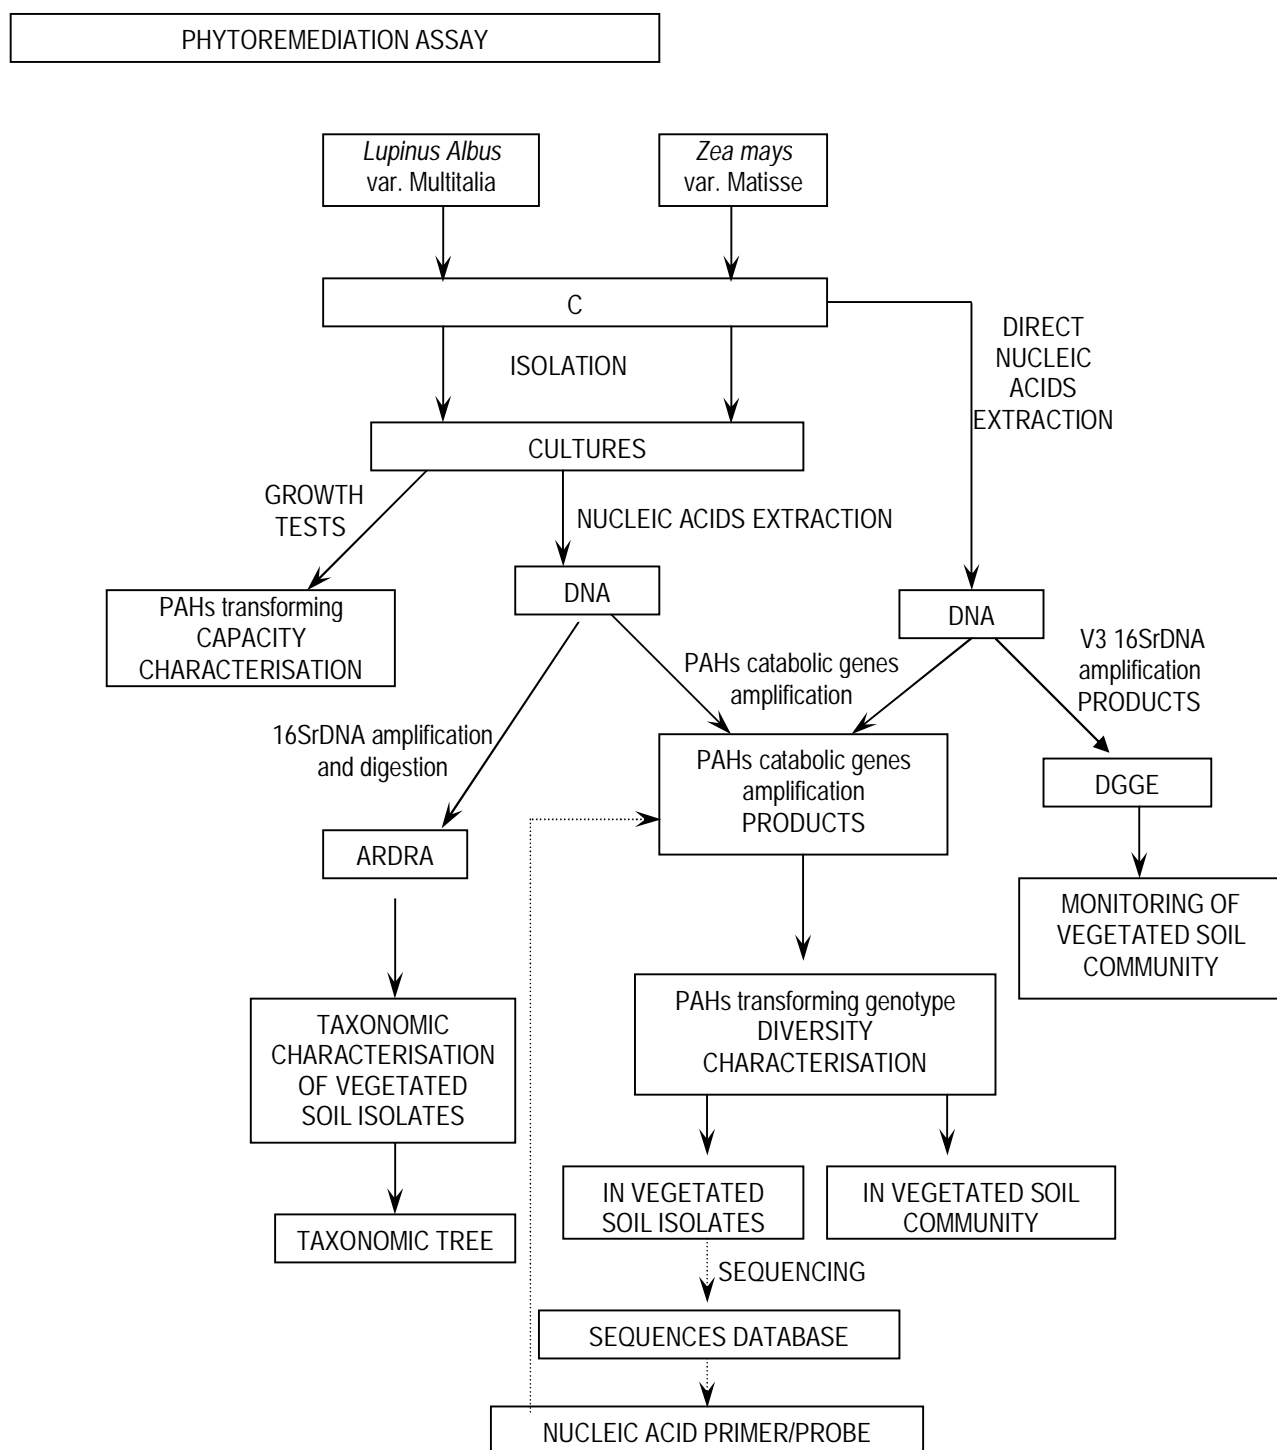 PHYTOREMEDIATION ASSAY
Lupinus Albus
var. Multitalia
Zea mays
var. Matisse
C
ISOLATION
DIRECT
NUCLEIC
ACIDS
EXTRACTION
CULTURES
GROWTH
TESTS
NUCLEIC ACIDS EXTRACTION
DNA
DNA
PAHs transforming
CAPACITY
CHARACTERISATION
PAHs catabolic genes
amplification
V3 16SrDNA
amplification
PRODUCTS
16SrDNA amplification
and digestion
PAHs catabolic genes
amplification
PRODUCTS
DGGE
ARDRA
MONITORING OF
VEGETATED SOIL
COMMUNITY
PAHs transforming genotype
DIVERSITY
CHARACTERISATION
TAXONOMIC
CHARACTERISATION
OF VEGETATED
SOIL ISOLATES
IN VEGETATED
SOIL ISOLATES
IN VEGETATED SOIL
COMMUNITY
TAXONOMIC TREE
SEQUENCING
SEQUENCES DATABASE
NUCLEIC ACID PRIMER/PROBE